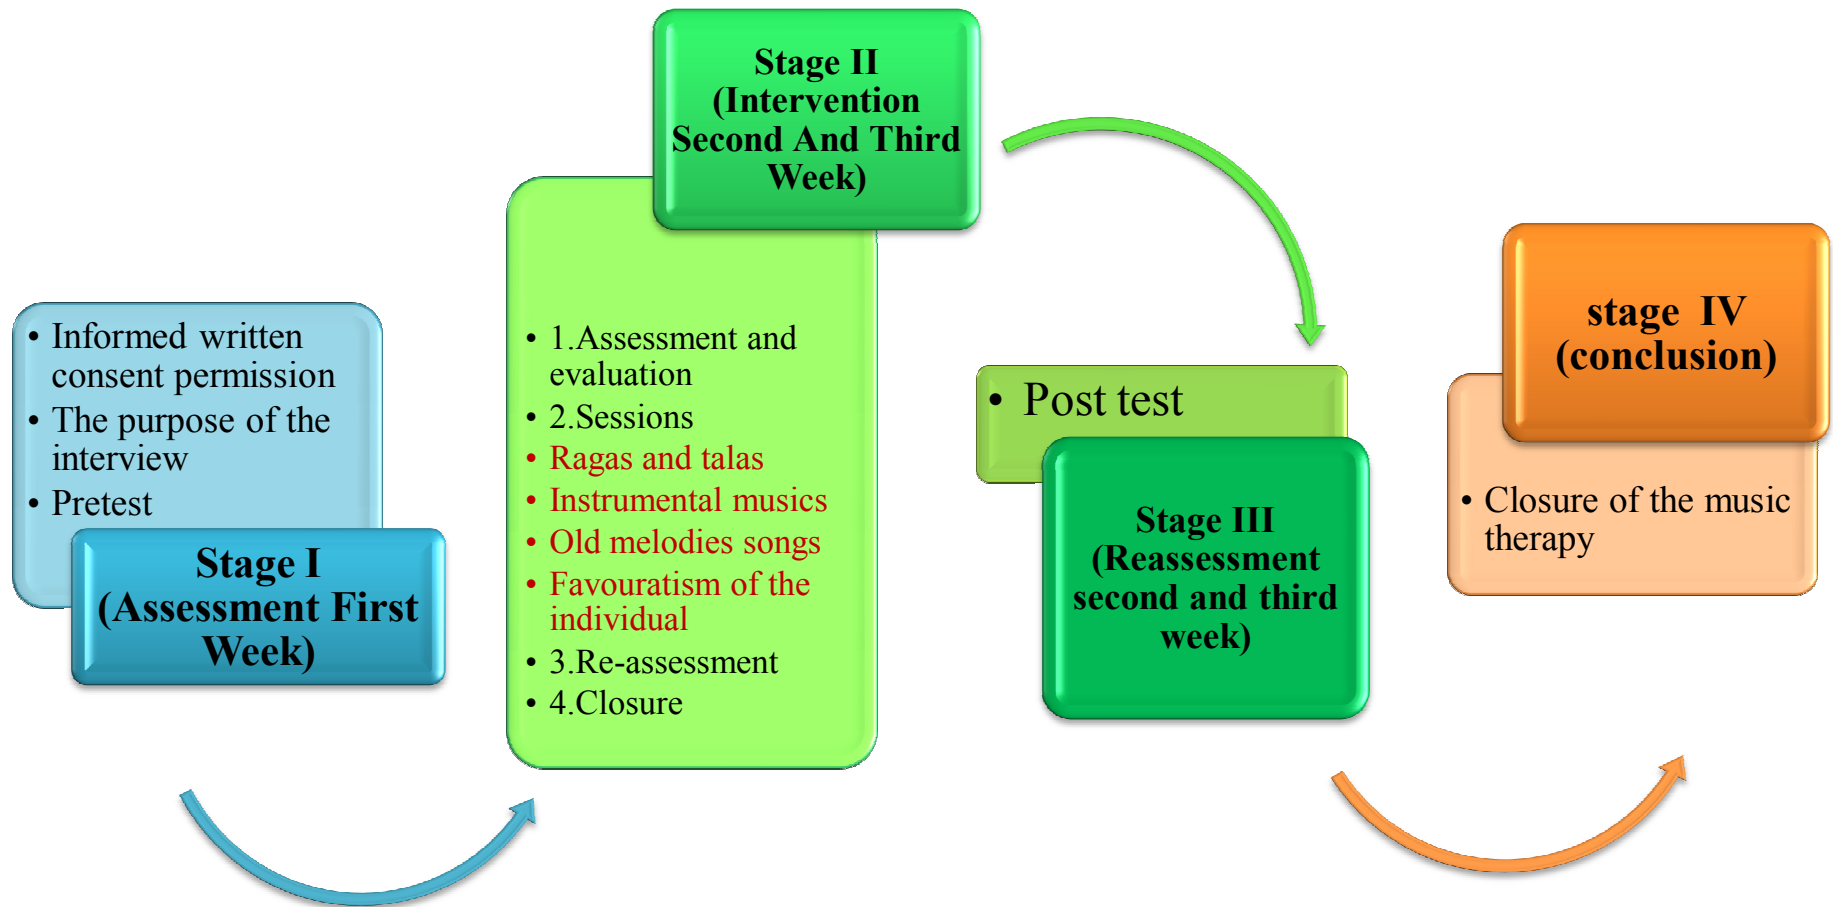 • Informed written
consent permission
• The purpose of the
interview
• Pretest
Stage I
(Assessment First
Week)
Stage II
(Intervention
Second And Third
Week)
• 1.Assessment and
evaluation
• 2.Sessions
• Ragas and talas
• Instrumental musics
• Old melodies songs
• Favouratism of the
individual
• 3.Re-assessment
• 4.Closure
• Post test
Stage III
(Reassessment
second and third
week)
stage IV
(conclusion)
• Closure of the music
therapy